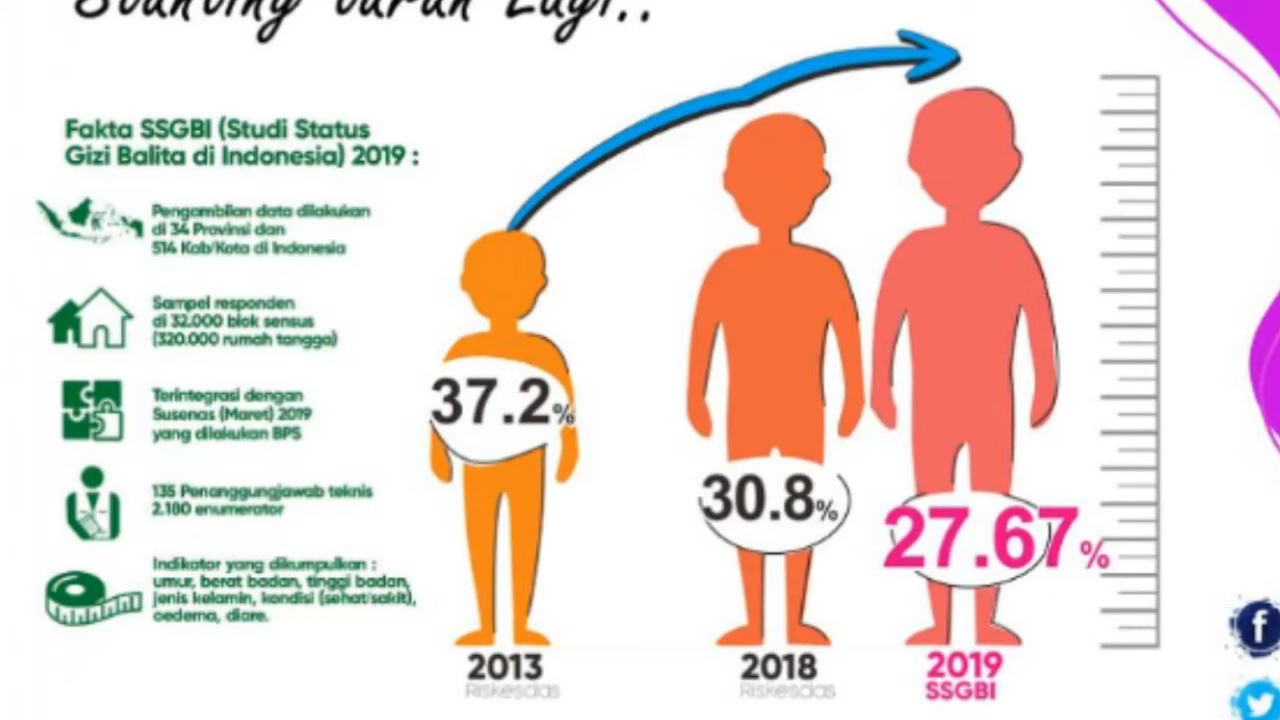 Stunting Turun Lagi..
Fakta SSGBI (Studi Status
Gizi Balita di Indonesia) 2019 :
Pengambilan data dilakukan
di 34 Provinsi dan
514 Kab/Kota di Indonesia
Sampel responden
di 32.000 blok sensus
(320.000 rumah tangga)
Terintegrasi dengan
Susenas (Maret) 2019
yang dilakukan BPS
135 Penanggungjawab teknis
2.180 enumerator
Indikator yang dikumpulkan :
umur, berat badan, tinggi badan,
jenis kelamin, kondisi (sehat/sakit),
oedema, diare.
37.2%
30.8%
27.67%
2013
Riskesdas
2018
Riskesdas
2019
SSGBI
f